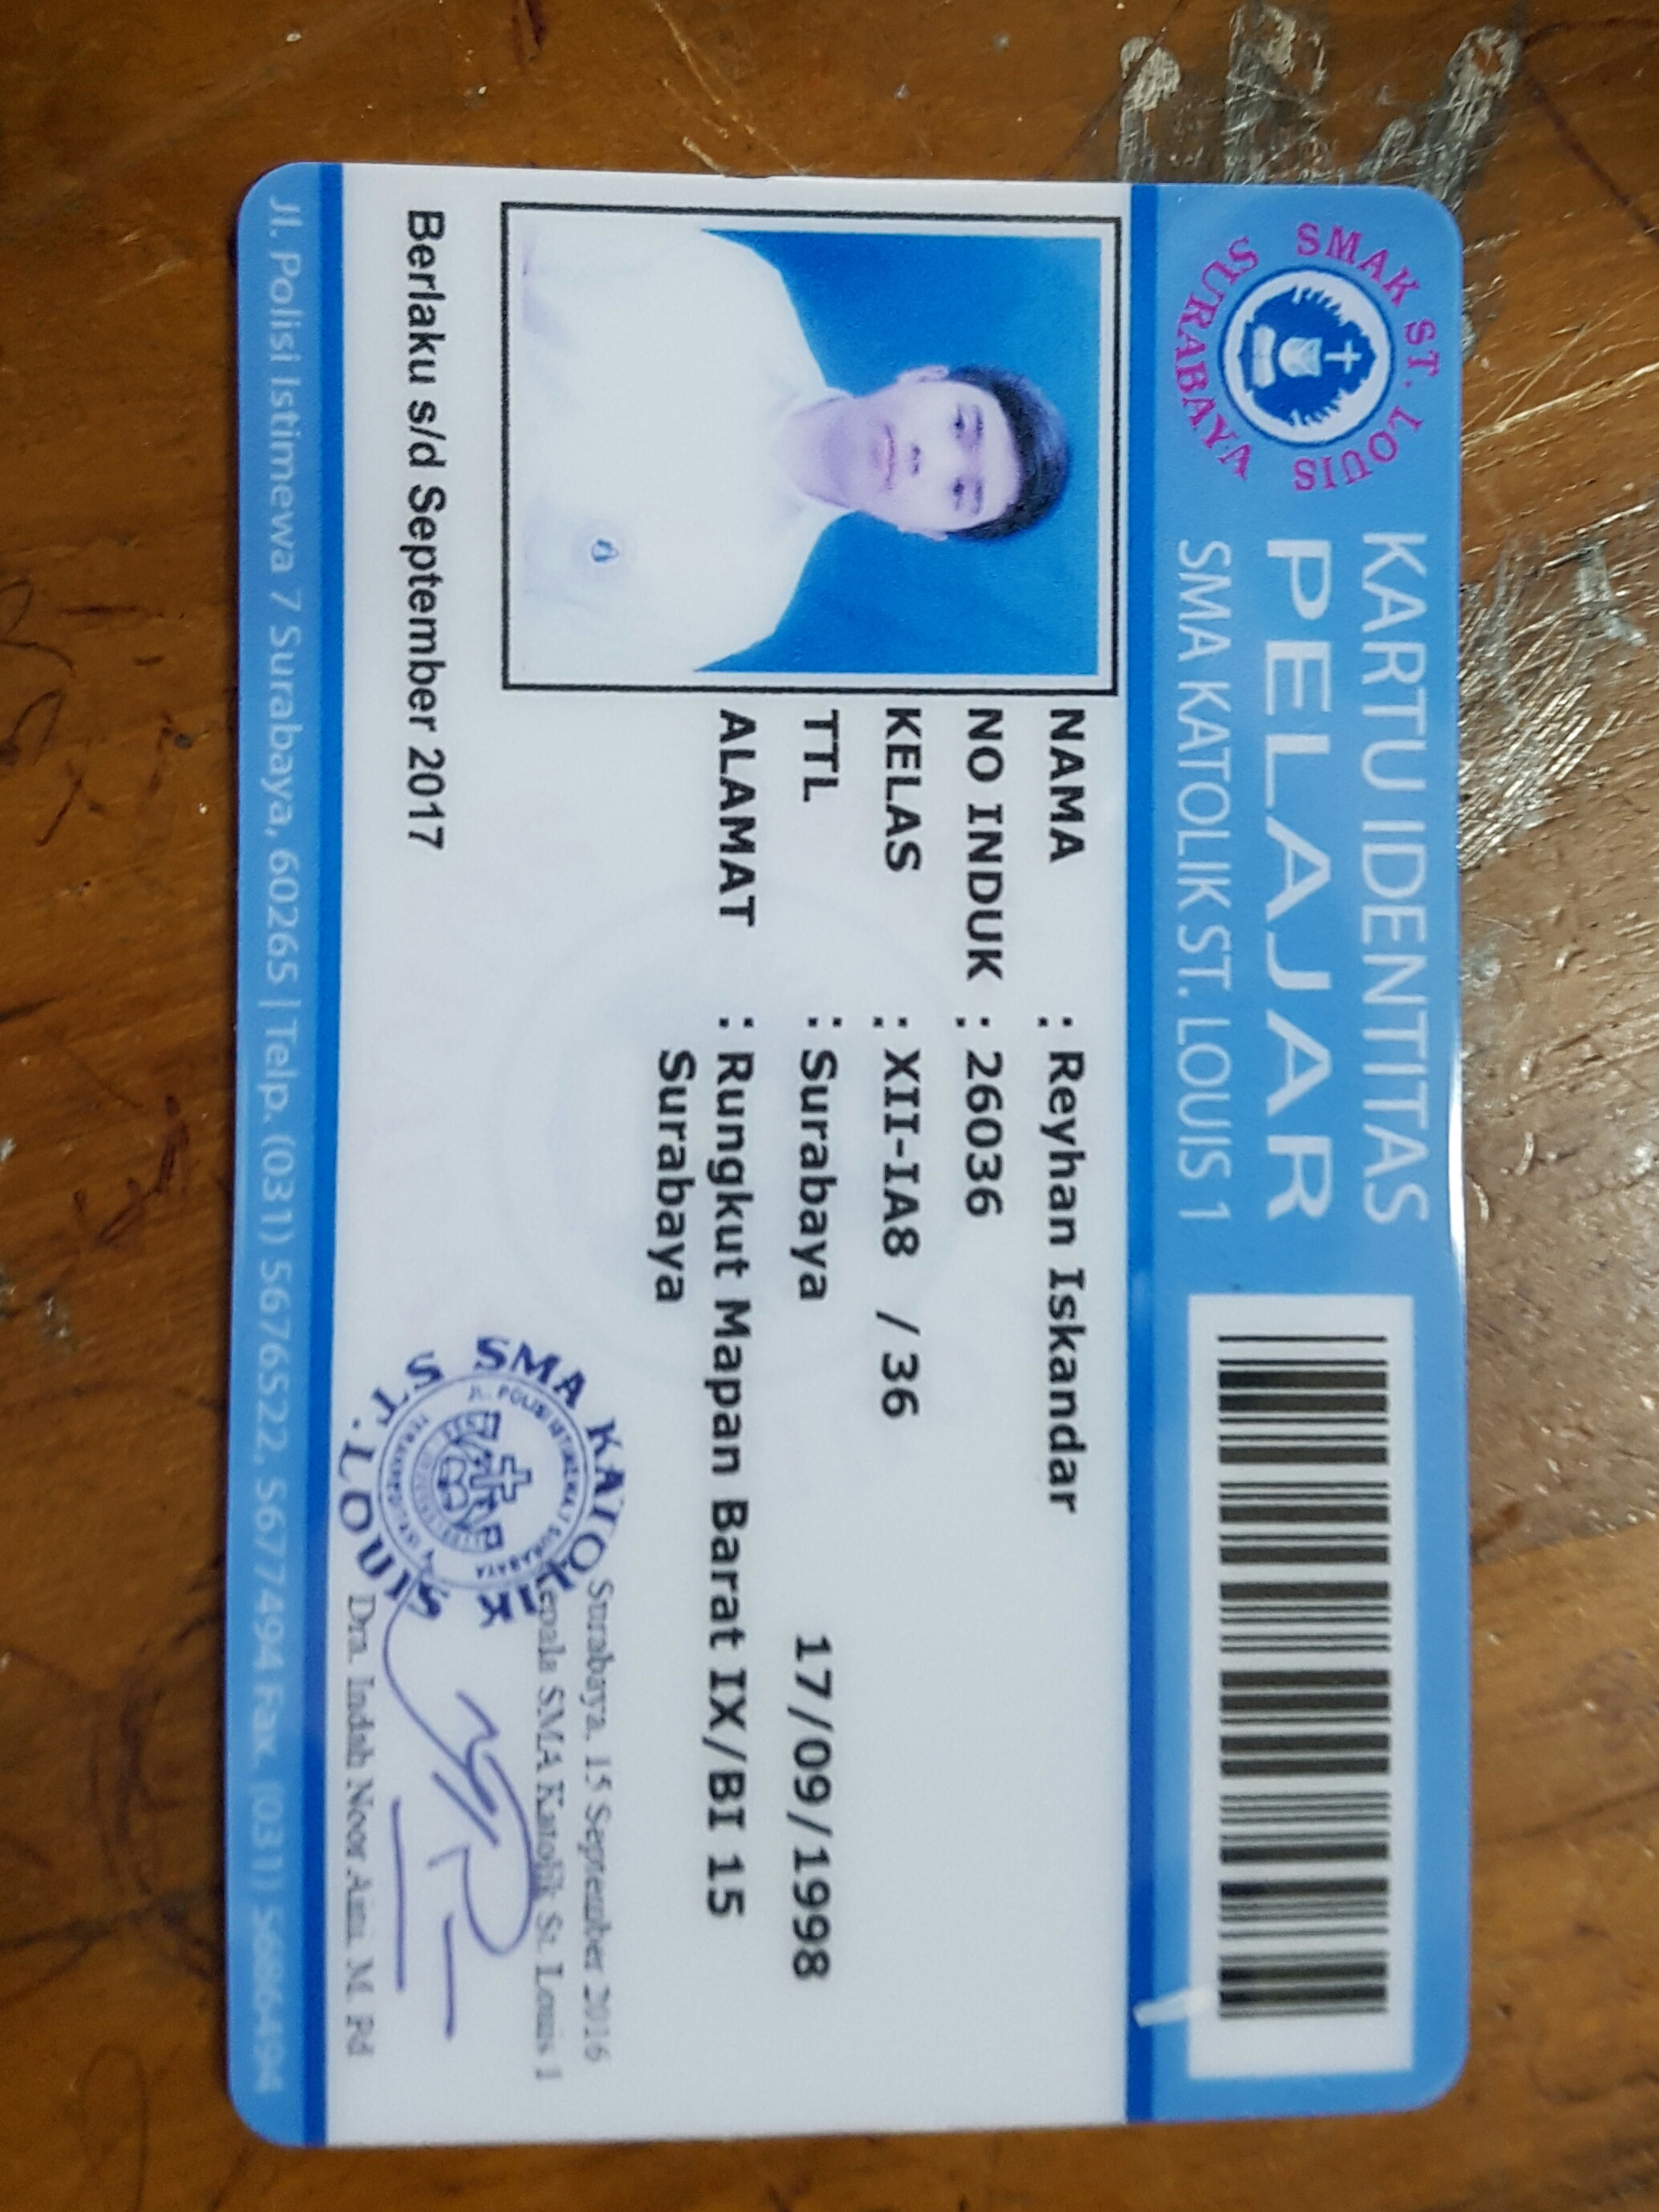 SMAK ST. LOUIS
SURABAYA
KARTU IDENTITAS
PELAJAR
SMA KATOLIK ST. LOUIS 1
NAMA : Reyhan Iskandar
NO INDUK : 26036
KELAS : XII-IA8 / 36
TTL : Surabaya 17/09/1998
ALAMAT : Rungkut Mapan Barat IX/BI 15
Surabaya
Berlaku s/d September 2017
Surabaya, 15 September 2016
Kepala SMA Katolik St. Louis 1
SMA KATOLIK
ST. LOUIS
Dra. Indah Noor Aini, M. Pd
Jl. Polisi Istimewa 7 Surabaya, 60265 | Telp. (031) 5676522, 5677494 Fax. (031) 5686494